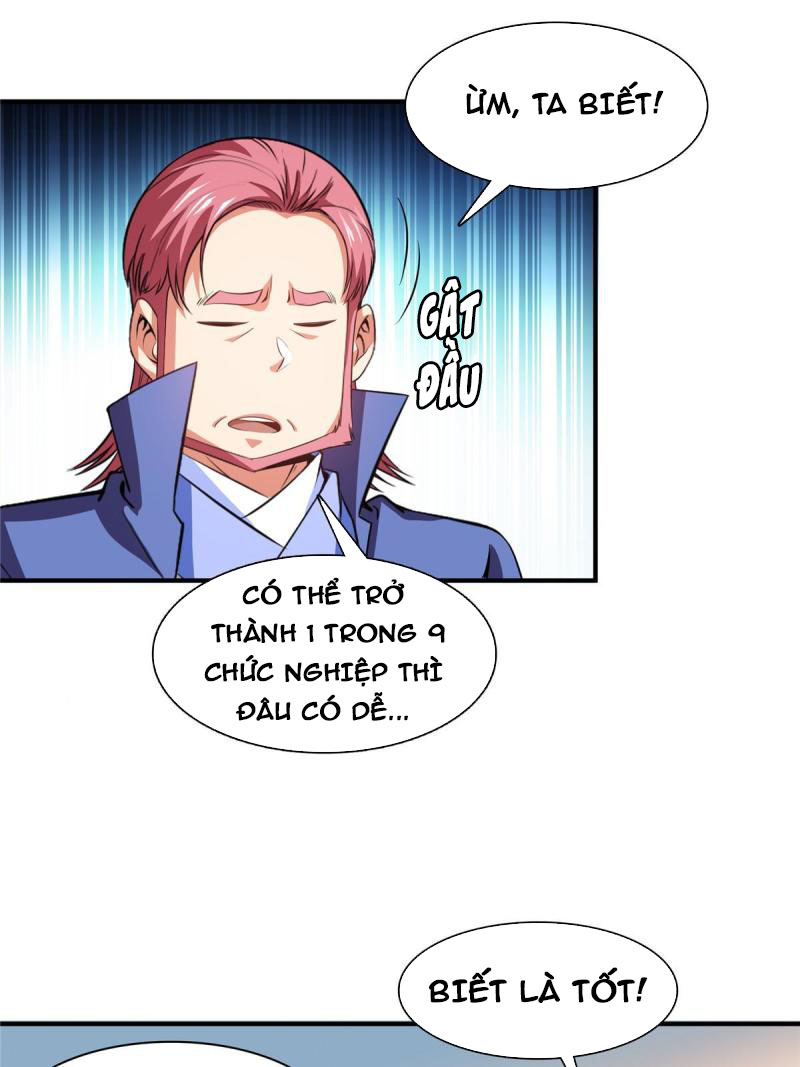 ỪM, TA BIẾT!
GẬT
ĐẦU
CÓ THỂ TRỞ
THÀNH 1 TRONG 9
CHỨC NGHIỆP THÌ
ĐÂU CÓ DỄ...
BIẾT LÀ TỐT!